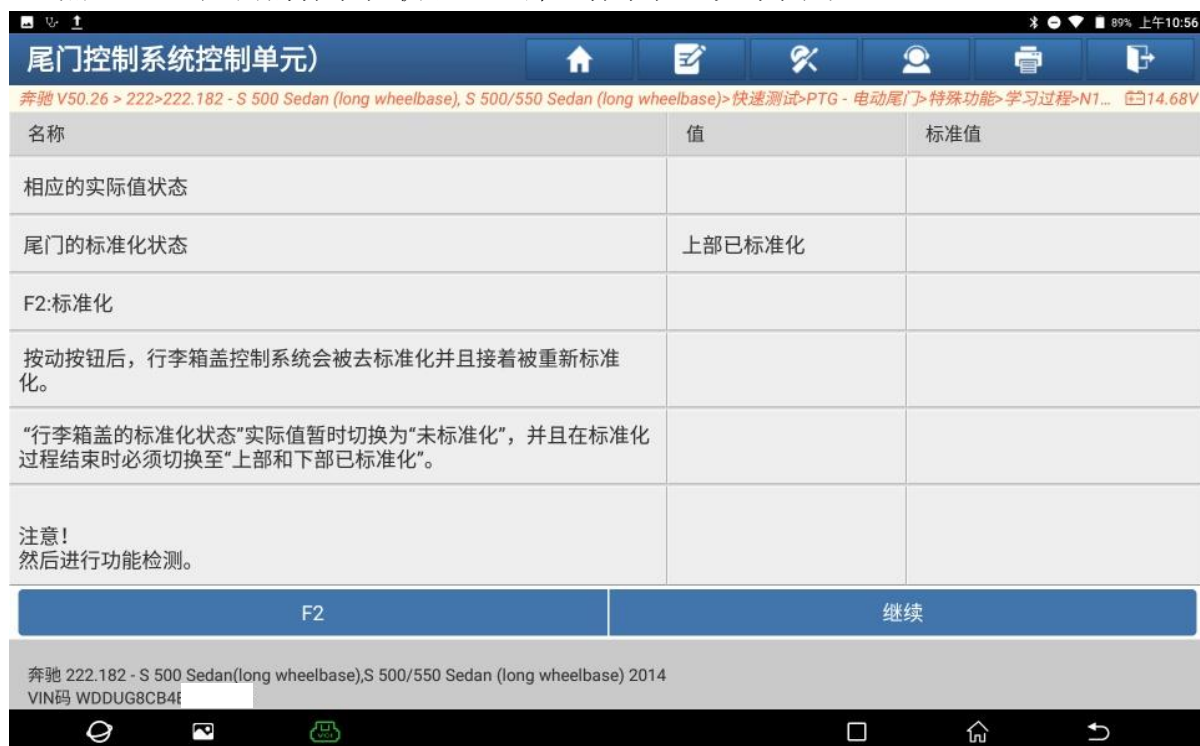 89% 上午10:56
尾门控制系统控制单元）
奔驰 V50.26 > 222>222.182 - S 500 Sedan (long wheelbase), S 500/550 Sedan (long wheelbase)>快速测试>PTG - 电动尾门>特殊功能>学习过程>N1... 14.68V
名称 值 标准值
相应的实际值状态
尾门的标准化状态 上部已标准化
F2:标准化
按动按钮后，行李箱盖控制系统会被去标准化并且接着被重新标准
化。
“行李箱盖的标准化状态”实际值暂时切换为“未标准化”，并且在标准化
过程结束时必须切换至“上部和下部已标准化”。
注意！
然后进行功能检测。
F2 继续
奔驰 222.182 - S 500 Sedan(long wheelbase),S 500/550 Sedan (long wheelbase) 2014
VIN码 WDDUG8CB4
VCI